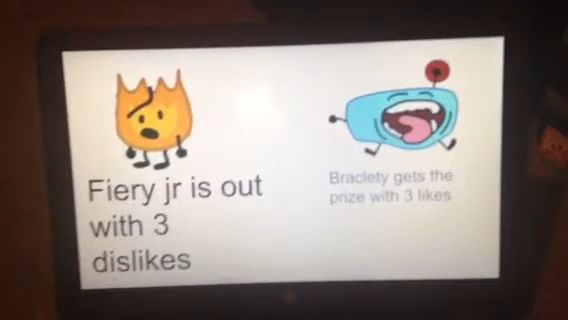 Fiery jr is out
with 3
dislikes
Braclety gets the
prize with 3 likes